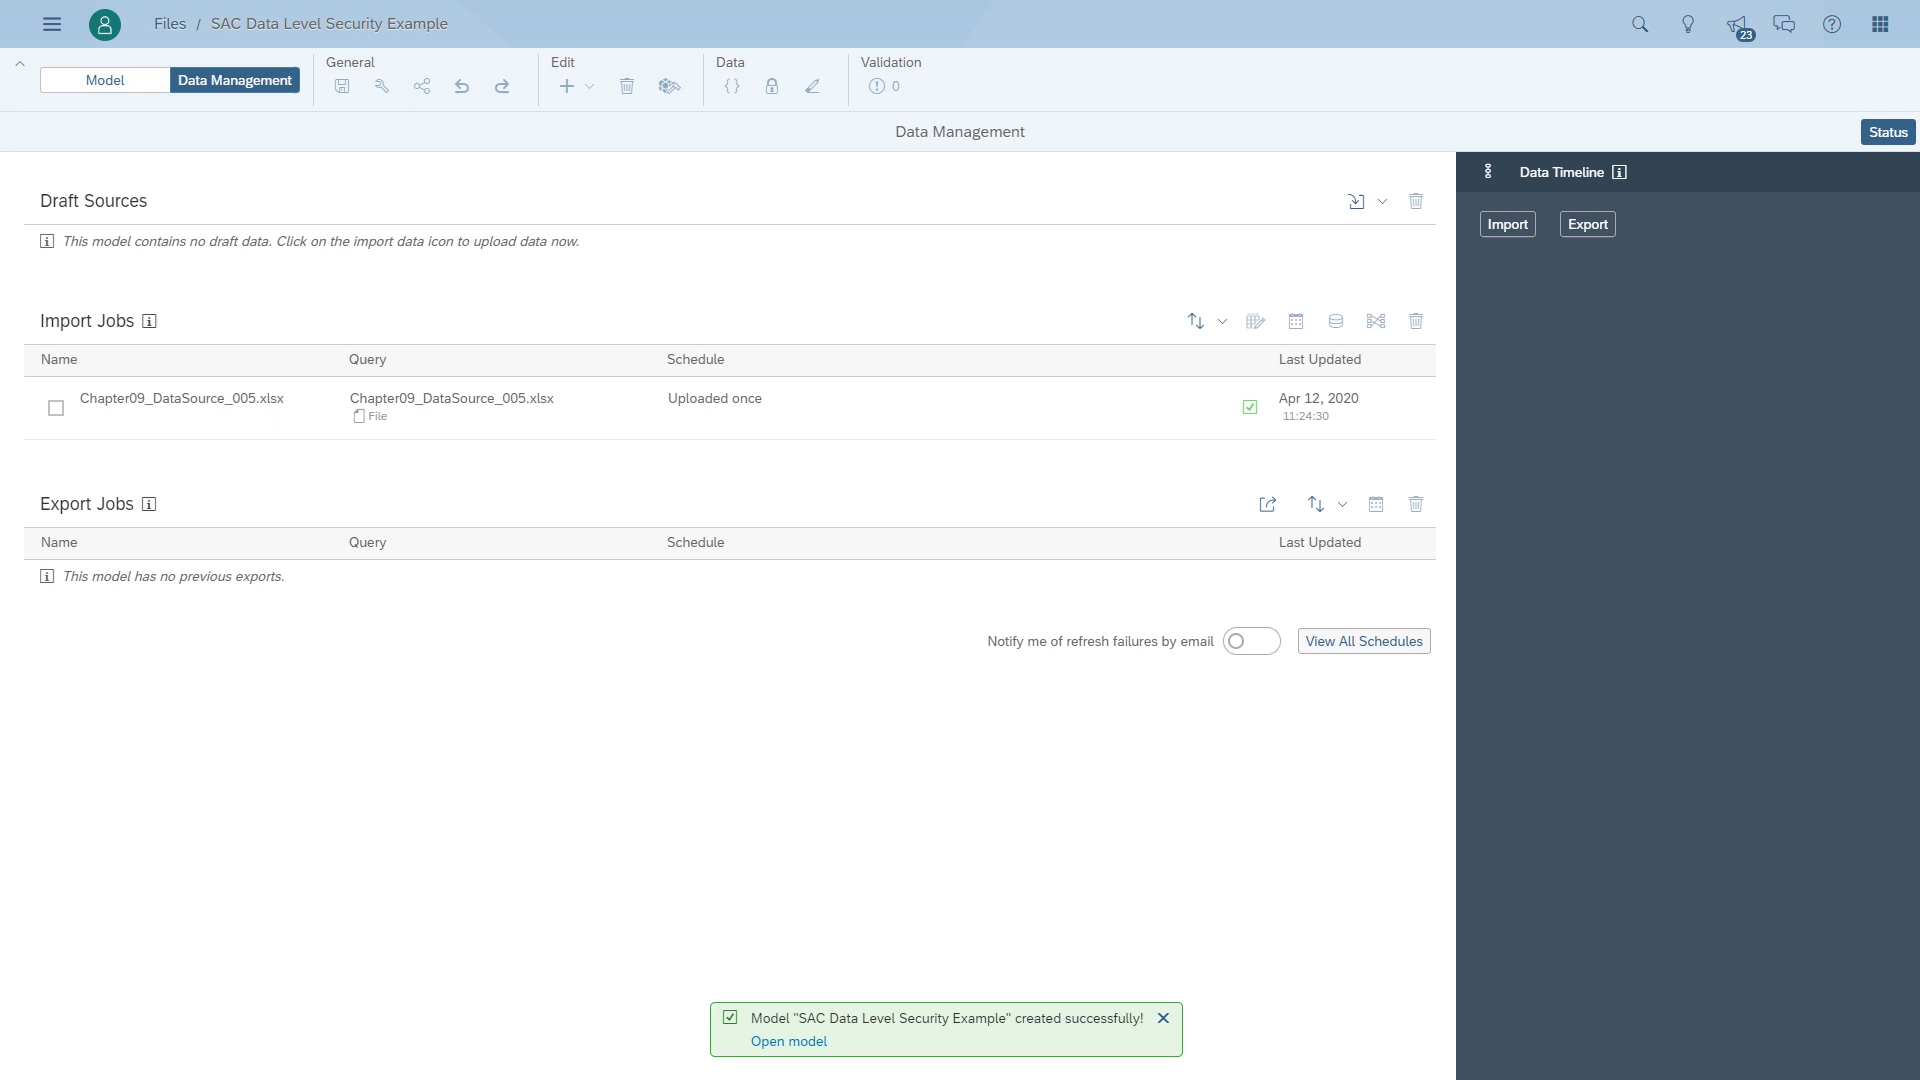 Files / SAC Data Level Security Example
23
Model
Data Management
General
Edit
Data
Validation
0
Data Management
Status
Draft Sources
This model contains no draft data. Click on the import data icon to upload data now.
Data Timeline
Import
Export
Import Jobs
Name Query Schedule Last Updated
Chapter09_DataSource_005.xlsx Chapter09_DataSource_005.xlsx Uploaded once Apr 12, 2020
File 11:24:30
Export Jobs
Name Query Schedule Last Updated
This model has no previous exports.
Notify me of refresh failures by email
View All Schedules
Model "SAC Data Level Security Example" created successfully!
Open model